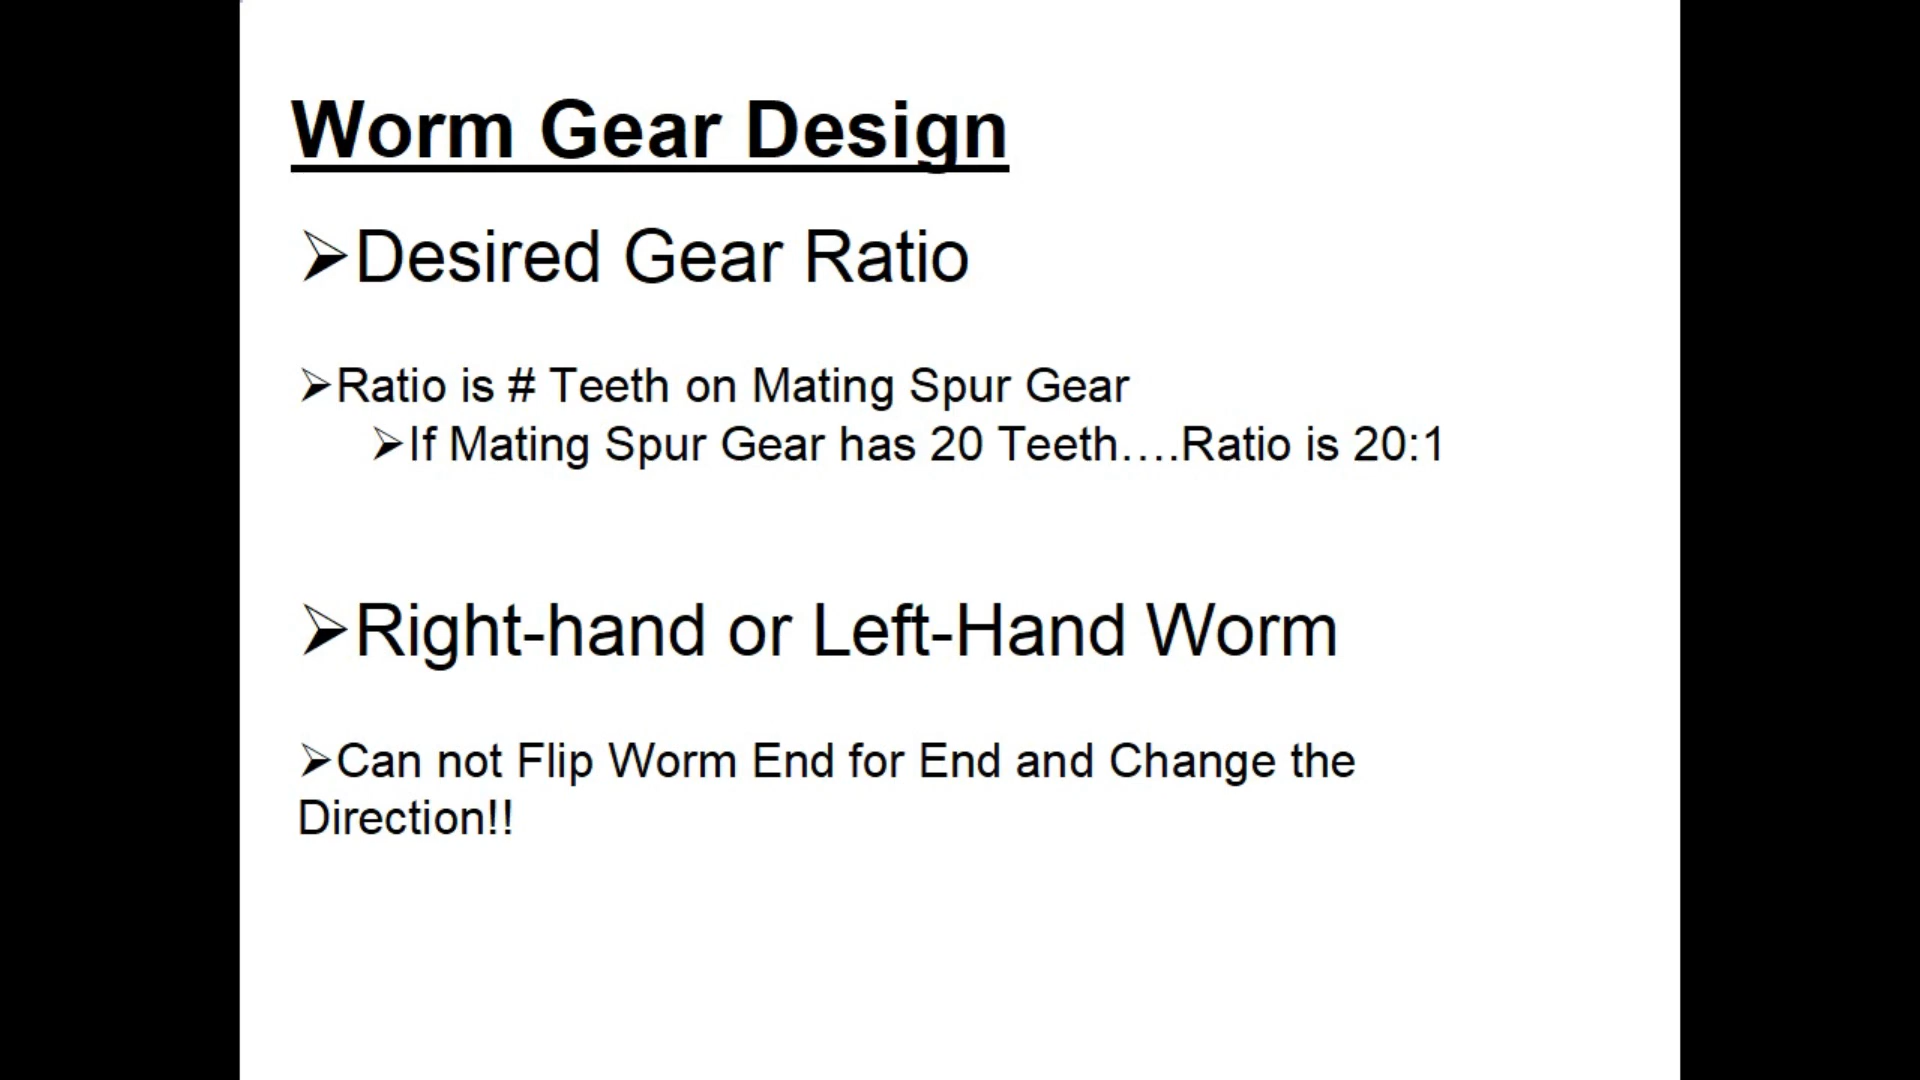 Worm Gear Design
➢Desired Gear Ratio
➢Ratio is # Teeth on Mating Spur Gear
➢If Mating Spur Gear has 20 Teeth….Ratio is 20:1
➢Right-hand or Left-Hand Worm
➢Can not Flip Worm End for End and Change the
Direction!!